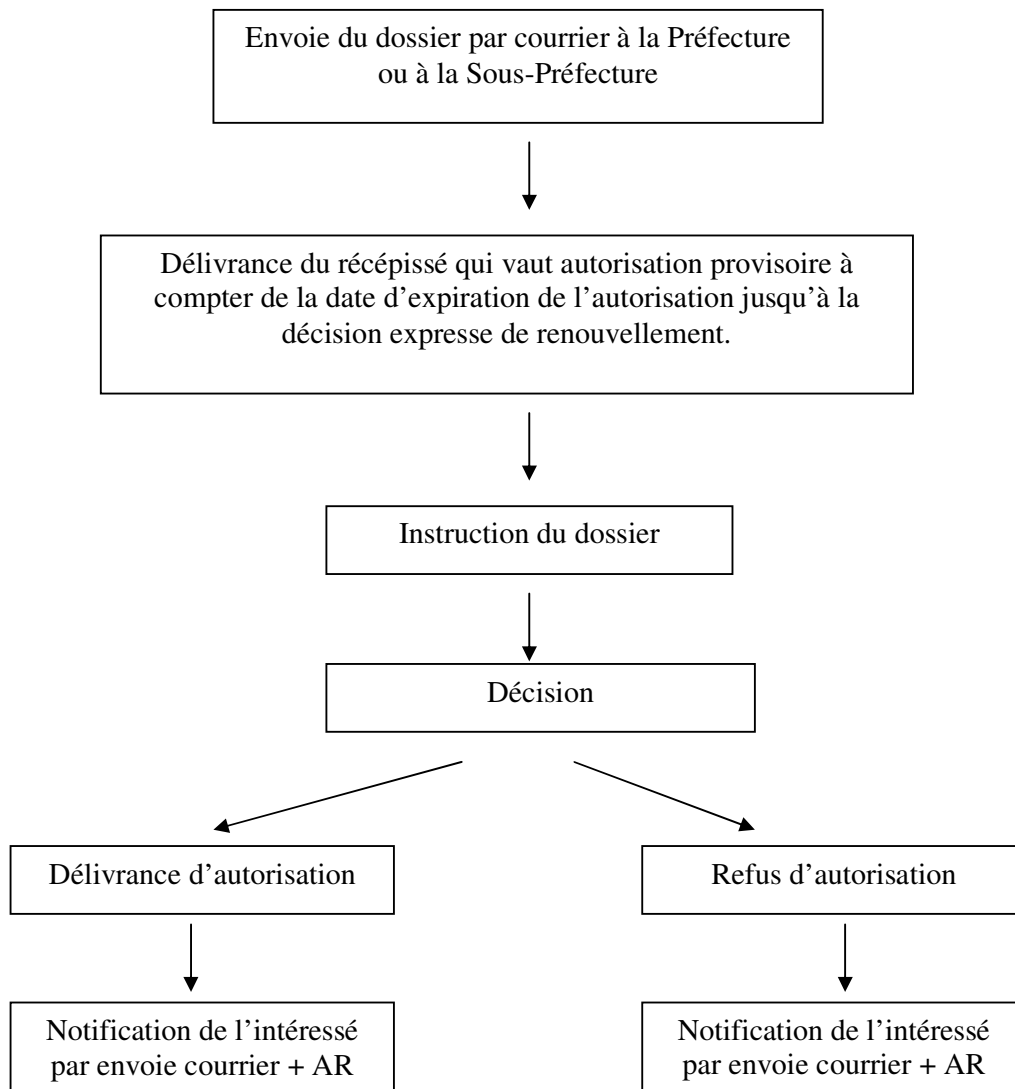 Envoie du dossier par courrier à la Préfecture
ou à la Sous-Préfecture
Délivrance du récépissé qui vaut autorisation provisoire à
compter de la date d’expiration de l’autorisation jusqu’à la
décision expresse de renouvellement.
Instruction du dossier
Décision
Délivrance d’autorisation
Refus d’autorisation
Notification de l’intéressé
par envoie courrier + AR
Notification de l’intéressé
par envoie courrier + AR